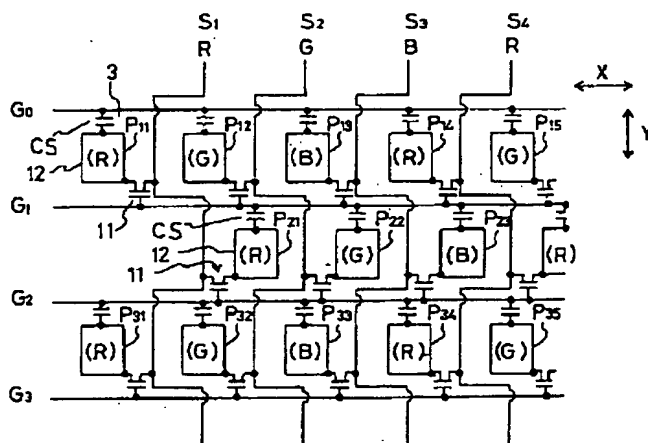 S1 S2 S3 S4
R G B R
X
G0
3
Y
CS
P11 P12 P13 P14 P15
12 (R) (G) (B) (R) (G)
G1
11
CS
P21 P22 P23
12 (R) (G) (B) (R)
11
G2
P31 P32 P33 P34 P35
(R) (G) (B) (R) (G)
G3